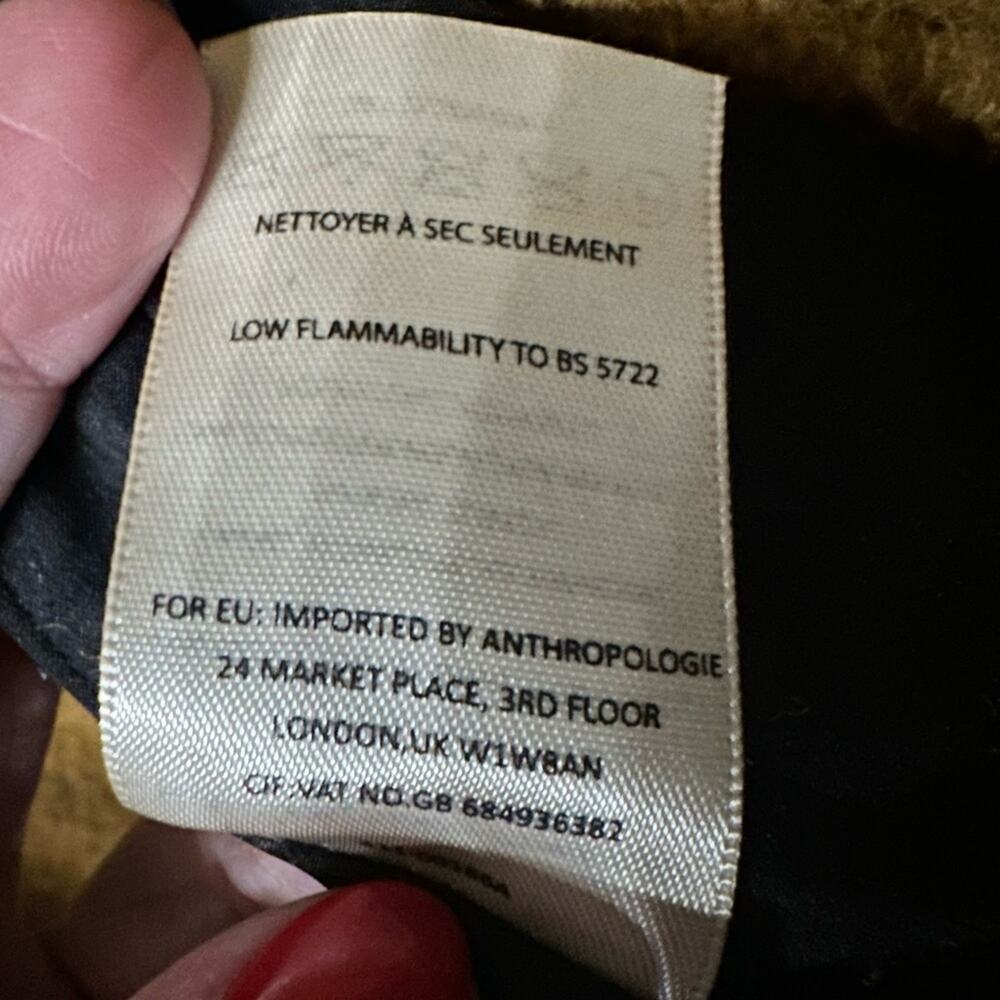 NETTOYER À SEC SEULEMENT
LOW FLAMMABILITY TO BS 5722
FOR EU: IMPORTED BY ANTHROPOLOGIE
24 MARKET PLACE, 3RD FLOOR
LONDON,UK W1W8AN
CIF:VAT NO.GB 684936382